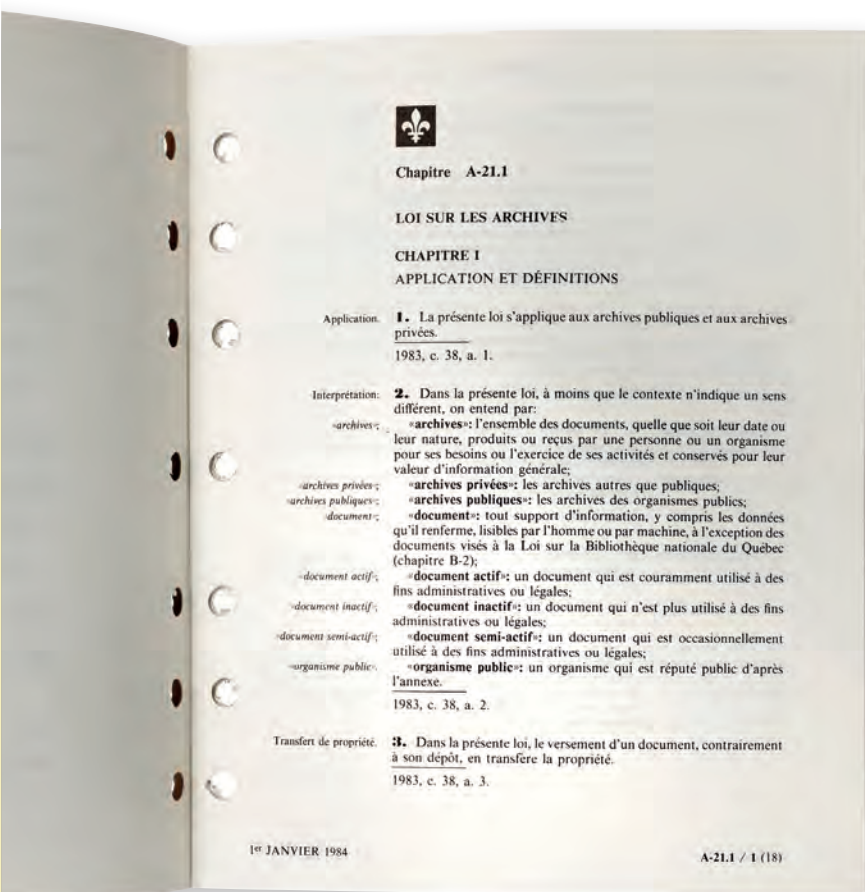 Chapitre A-21.1
LOI SUR LES ARCHIVES
CHAPITRE I
APPLICATION ET DÉFINITIONS
Application. 1. La présente loi s'applique aux archives publiques et aux archives
privées.
1983, c. 38, a. 1.
Interprétation: 2. Dans la présente loi, à moins que le contexte n'indique un sens
différent, on entend par:
«archives»; «archives»: l'ensemble des documents, quelle que soit leur date ou
leur nature, produits ou reçus par une personne ou un organisme
pour ses besoins ou l'exercice de ses activités et conservés pour leur
valeur d'information générale;
«archives privées»; «archives privées»: les archives autres que publiques;
«archives publiques»; «archives publiques»: les archives des organismes publics;
«document»; «document»: tout support d'information, y compris les données
qu'il renferme, lisibles par l'homme ou par machine, à l'exception des
documents visés à la Loi sur la Bibliothèque nationale du Québec
(chapitre B-2);
«document actif»; «document actif»: un document qui est couramment utilisé à des
fins administratives ou légales;
«document inactif»; «document inactif»: un document qui n'est plus utilisé à des fins
administratives ou légales;
«document semi-actif»; «document semi-actif»: un document qui est occasionnellement
utilisé à des fins administratives ou légales;
«organisme public». «organisme public»: un organisme qui est réputé public d'après
l'annexe.
1983, c. 38, a. 2.
Transfert de propriété. 3. Dans la présente loi, le versement d'un document, contrairement
à son dépôt, en transfère la propriété.
1983, c. 38, a. 3.
1er JANVIER 1984 A-21.1 / 1 (18)